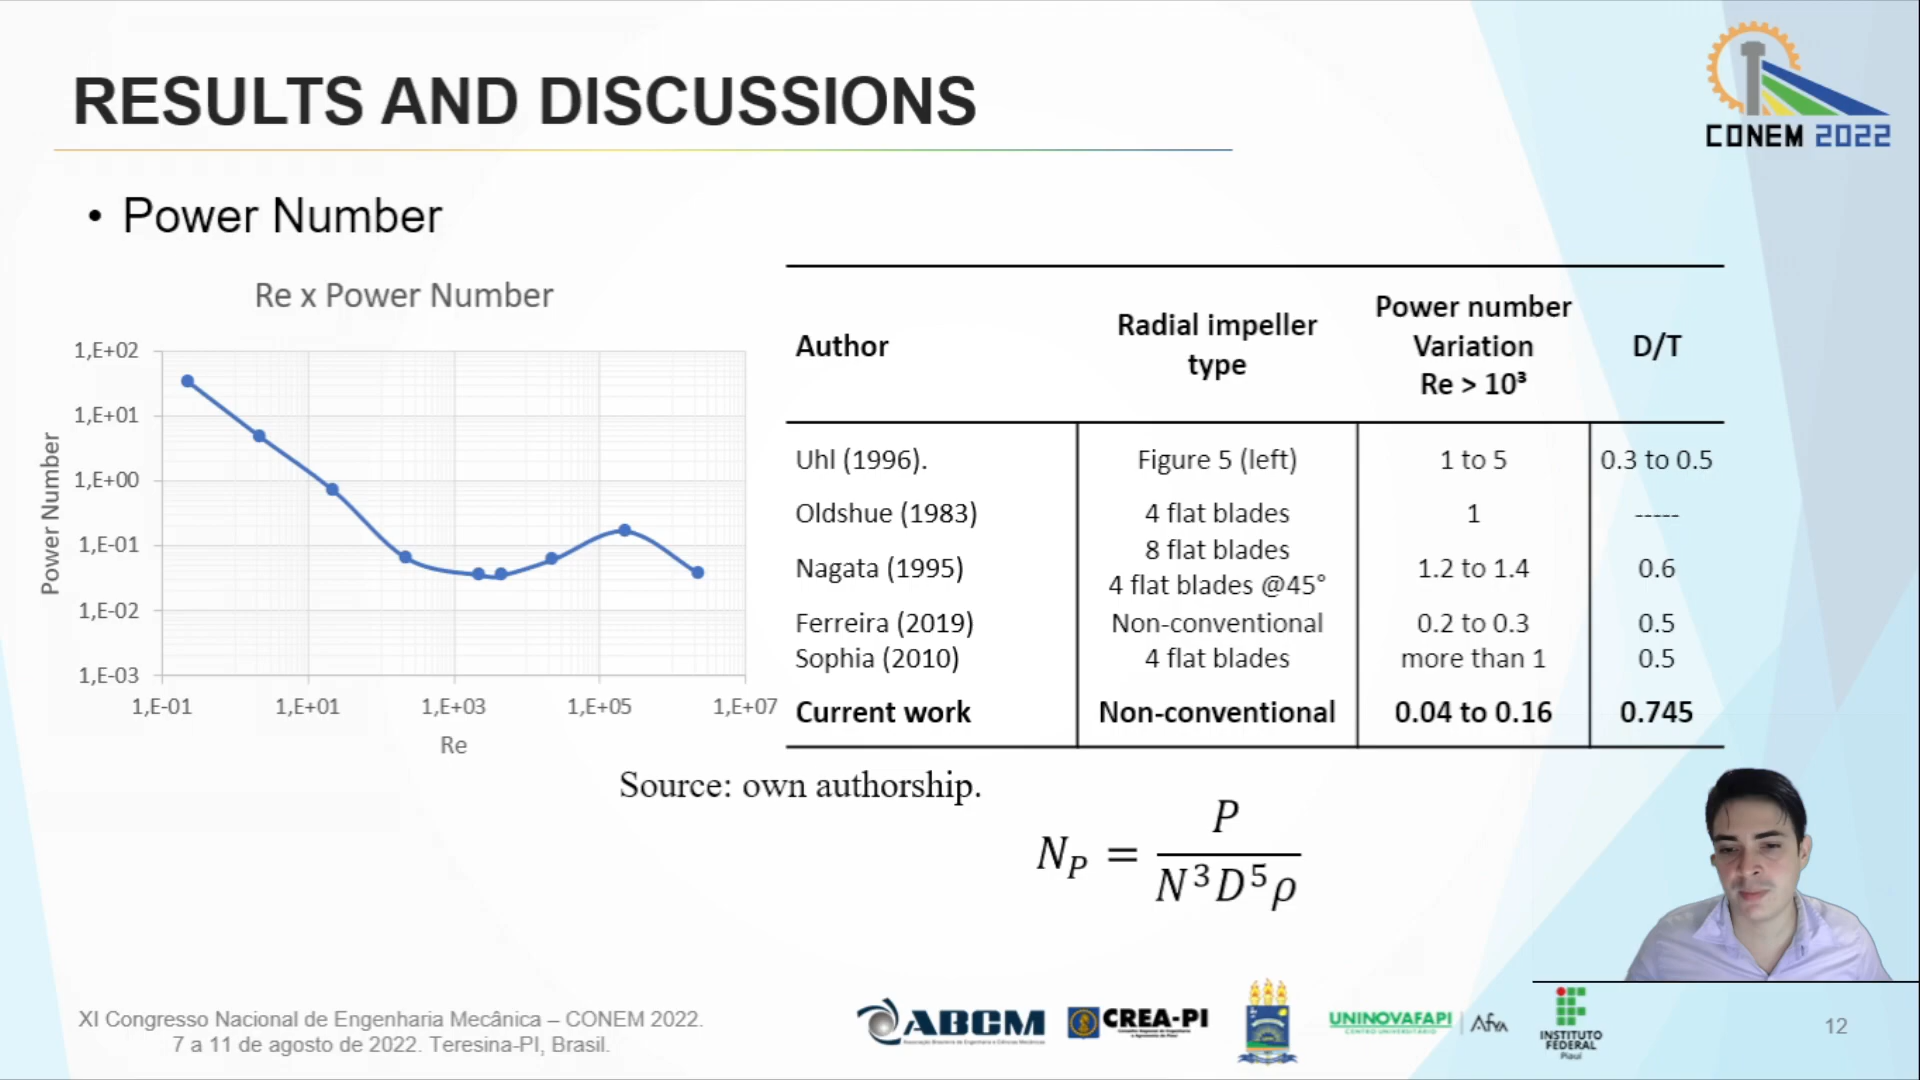 RESULTS AND DISCUSSIONS
CONEM 2022
• Power Number
Re x Power Number
Power Number
1,E+02
1,E+01
1,E+00
1,E-01
1,E-02
1,E-03
1,E-01 1,E+01 1,E+03 1,E+05 1,E+07
Re
Author Radial impeller type Power number Variation Re > 10³ D/T
Uhl (1996). Figure 5 (left) 1 to 5 0.3 to 0.5
Oldshue (1983) 4 flat blades 1 -----
Nagata (1995) 8 flat blades 4 flat blades @45° 1.2 to 1.4 0.6
Ferreira (2019) Non-conventional 0.2 to 0.3 0.5
Sophia (2010) 4 flat blades more than 1 0.5
Current work Non-conventional 0.04 to 0.16 0.745
Source: own authorship.
N_P = P / N³D⁵ρ
XI Congresso Nacional de Engenharia Mecânica – CONEM 2022.
7 a 11 de agosto de 2022. Teresina-PI, Brasil.
ABCM
CREA-PI
UNINOVAFAPI
CENTRO UNIVERSITÁRIO
Afya
INSTITUTO
FEDERAL
Piauí
12